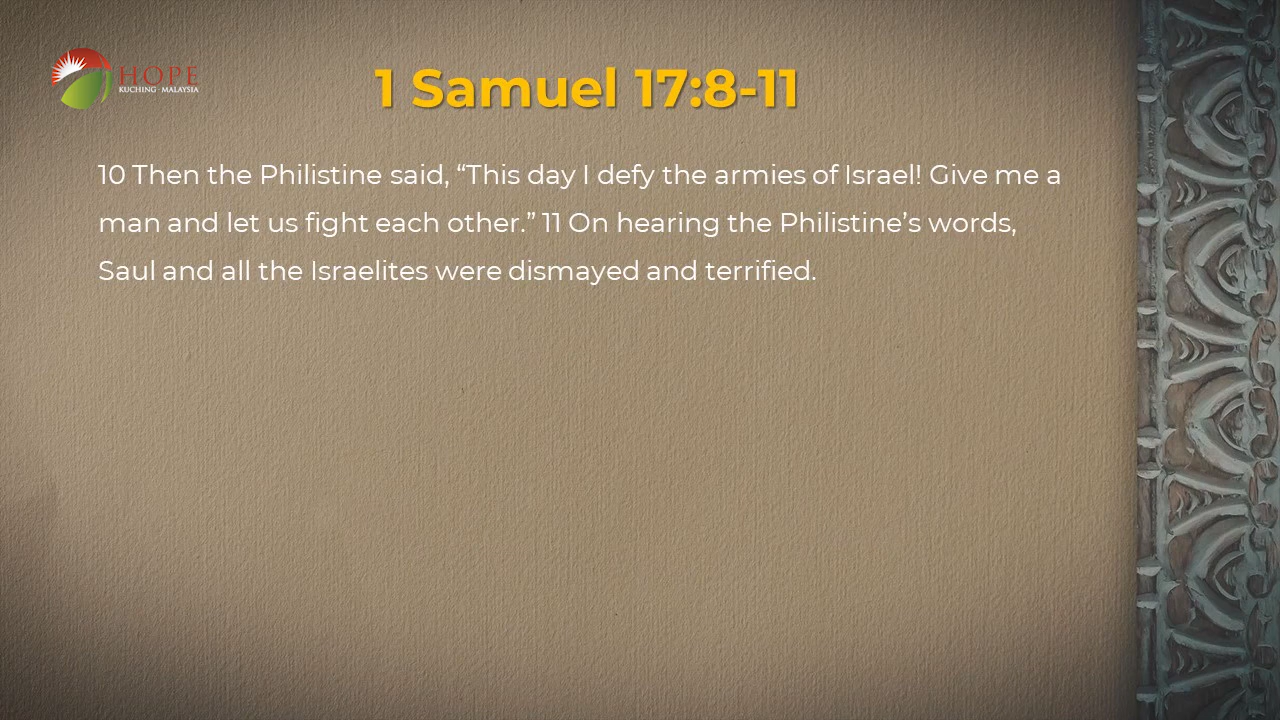 HOPE
KUCHING - MALAYSIA
1 Samuel 17:8-11
10 Then the Philistine said, “This day I defy the armies of Israel! Give me a
man and let us fight each other.” 11 On hearing the Philistine’s words,
Saul and all the Israelites were dismayed and terrified.